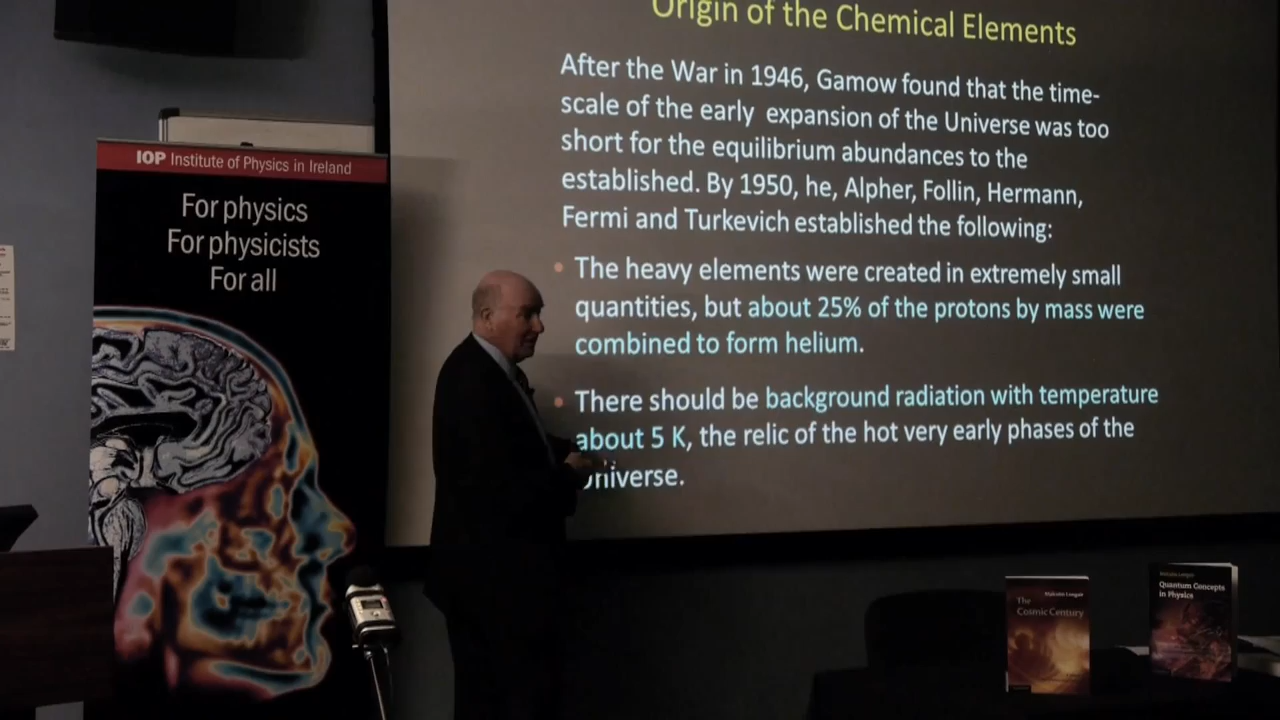 Origin of the Chemical Elements
After the War in 1946, Gamow found that the time-
scale of the early expansion of the Universe was too
short for the equilibrium abundances to the
established. By 1950, he, Alpher, Follin, Hermann,
Fermi and Turkevich established the following:
The heavy elements were created in extremely small
quantities, but about 25% of the protons by mass were
combined to form helium.
There should be background radiation with temperature
about 5 K, the relic of the hot very early phases of the
Universe.
IOP Institute of Physics in Ireland
For physics
For physicists
For all
Malcolm Longair
The
Cosmic Century
Malcolm Longair
Quantum Concepts
in Physics